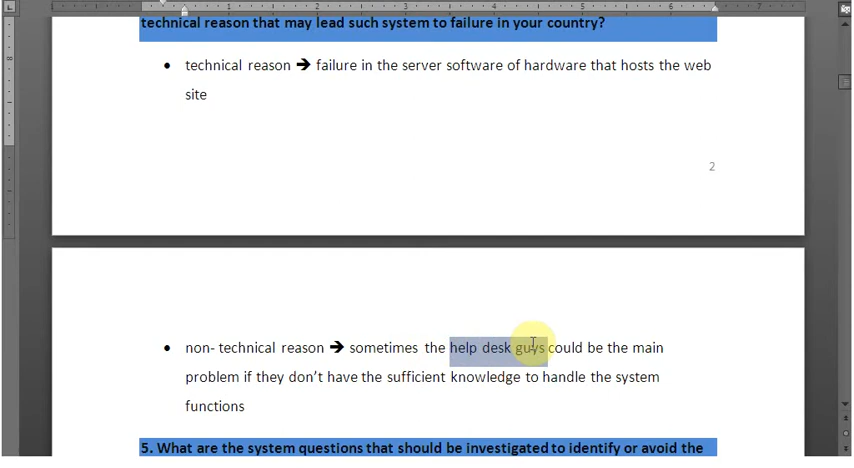 technical reason that may lead such system to failure in your country?
• technical reason ➔ failure in the server software of hardware that hosts the web
site
2
• non- technical reason ➔ sometimes the help desk guys could be the main
problem if they don’t have the sufficient knowledge to handle the system
functions
5. What are the system questions that should be investigated to identify or avoid the